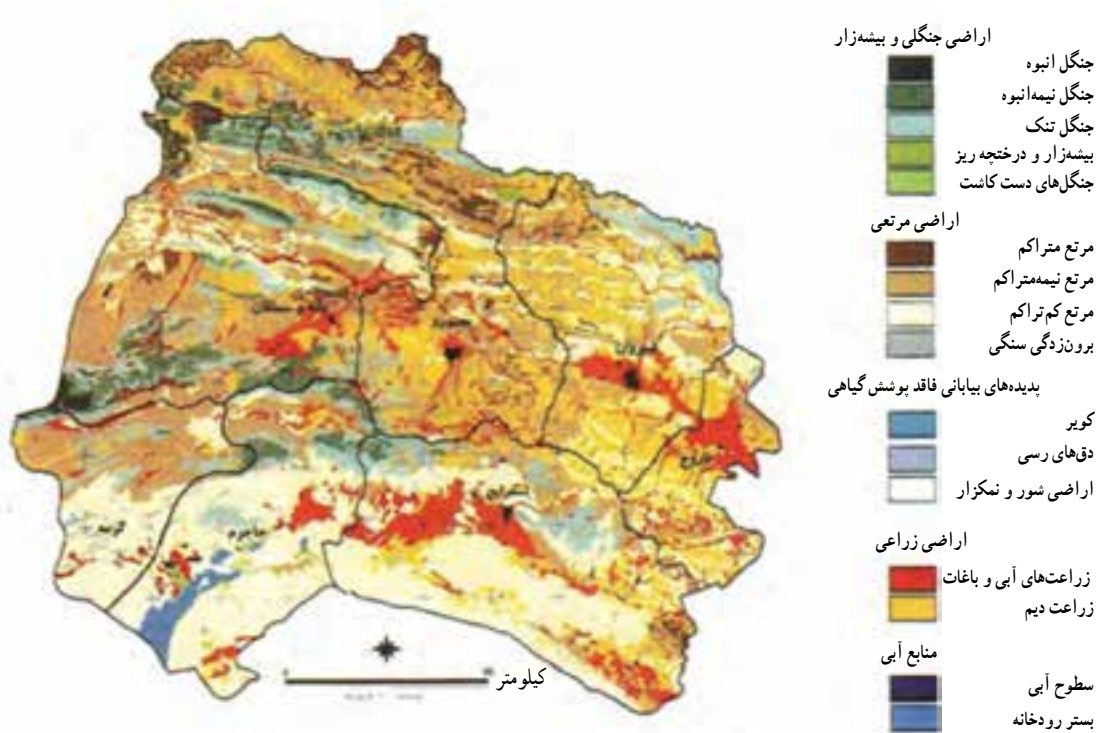 اراضی جنگلی و بیشه‌زار
جنگل انبوه
جنگل نیمه‌انبوه
جنگل تنک
بیشه‌زار و درختچه ریز
جنگل‌های دست کاشت
اراضی مرتعی
مرتع متراکم
مرتع نیمه‌متراکم
مرتع کم‌تراکم
برون‌زدگی سنگی
پدیده‌های بیابانی فاقد پوشش گیاهی
کویر
دق‌های رسی
اراضی شور و نمکزار
اراضی زراعی
زراعت‌های آبی و باغات
زراعت دیم
منابع آبی
سطوح آبی
بستر رودخانه
کیلومتر
جاجرم